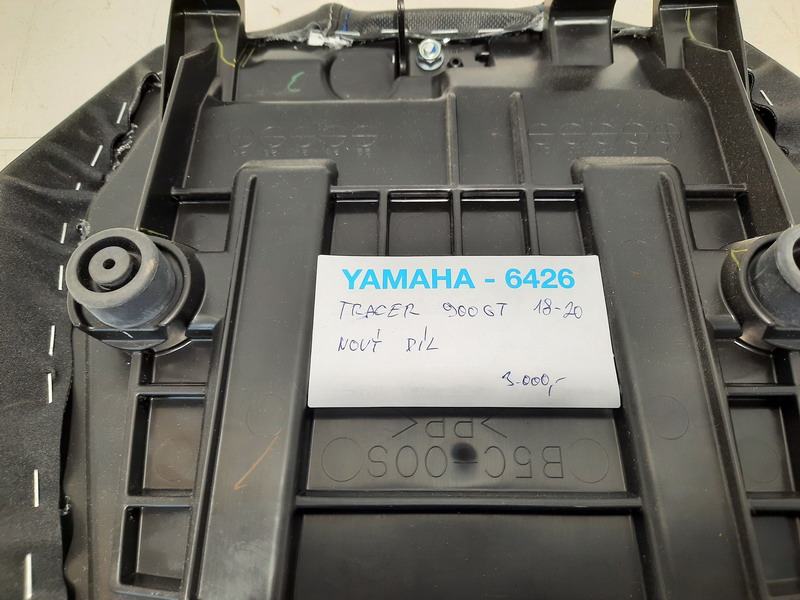 YAMAHA - 6426
TRACER 900GT 18-20
NOVÝ DÍL
3.000,-
>PP<
B5C-00S